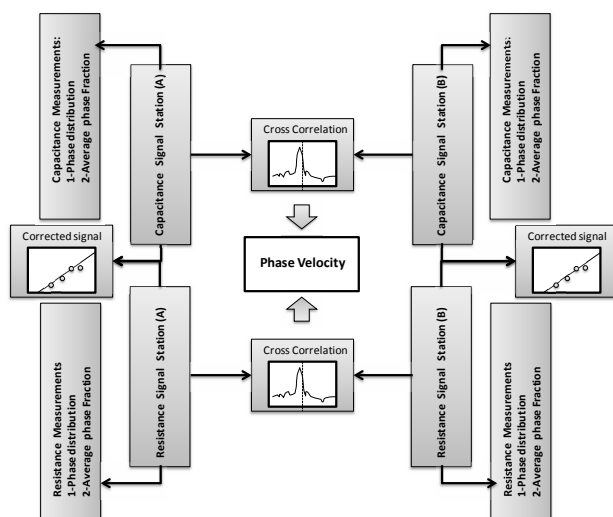 Capacitance Measurements:
1-Phase distribution
2-Average phase Fraction
Capacitance Signal Station (A)
Cross Correlation
Capacitance Signal Station (B)
Capacitance Measurements:
1-Phase distribution
2-Average phase Fraction
Corrected signal
Phase Velocity
Corrected signal
Resistance Measurements
1-Phase distribution
2-Average phase Fraction
Resistance Signal Station (A)
Cross Correlation
Resistance Signal Station (B)
Resistance Measurements
1-Phase distribution
2-Average phase Fraction